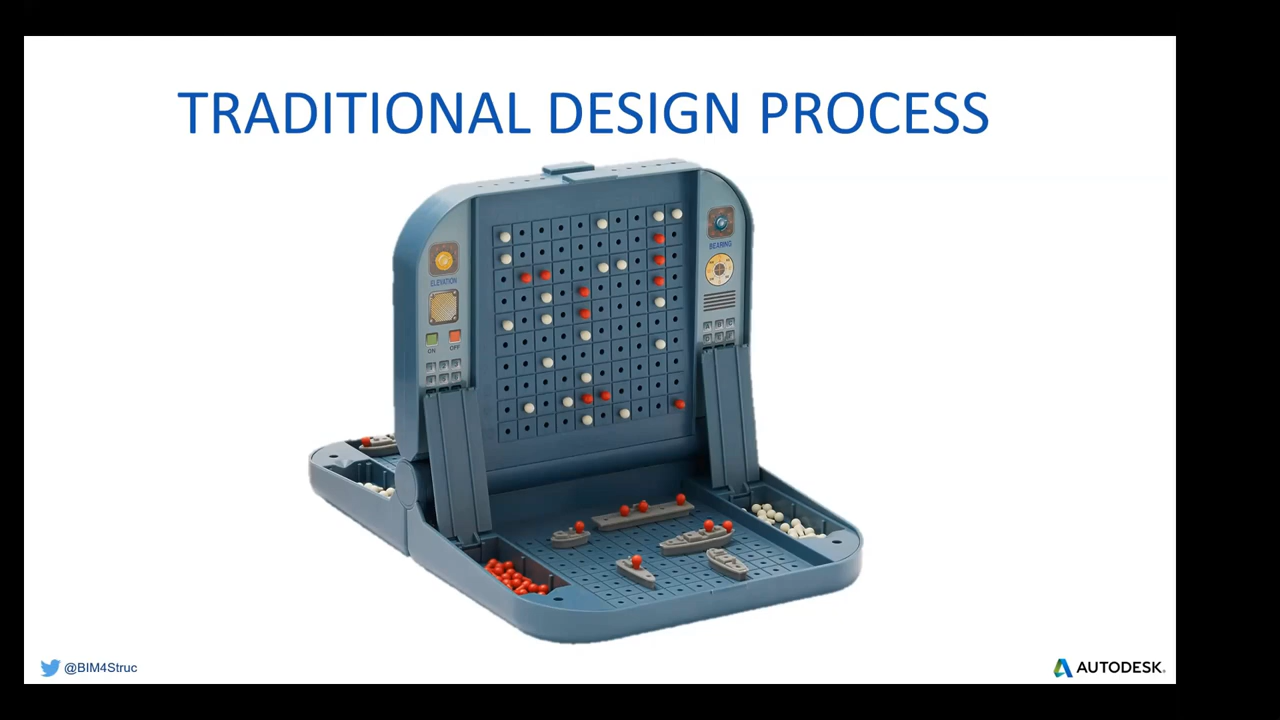 TRADITIONAL DESIGN PROCESS
BEARING
ELEVATION
ON
OFF
@BIM4Struc
AUTODESK.